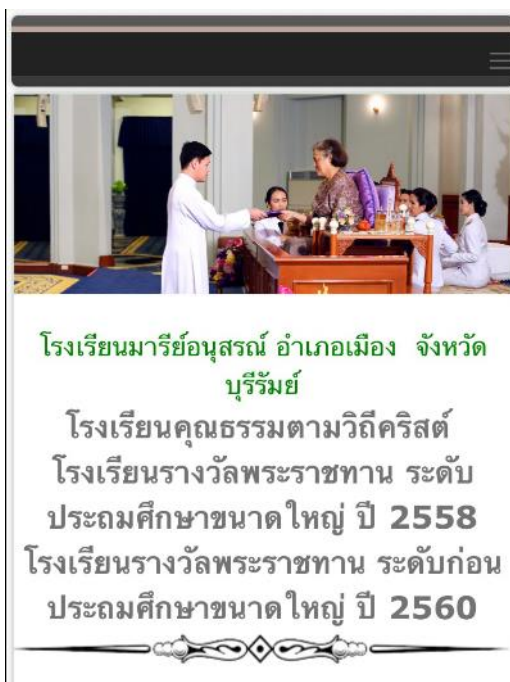 โรงเรียนมารีย์อนุสรณ์ อำเภอเมือง จังหวัด
บุรีรัมย์
โรงเรียนคุณธรรมตามวิถีคริสต์
โรงเรียนรางวัลพระราชทาน ระดับ
ประถมศึกษาขนาดใหญ่ ปี 2558
โรงเรียนรางวัลพระราชทาน ระดับก่อน
ประถมศึกษาขนาดใหญ่ ปี 2560